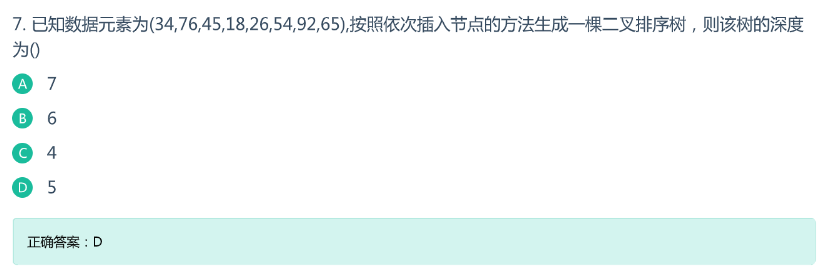 7. 已知数据元素为(34,76,45,18,26,54,92,65),按照依次插入节点的方法生成一棵二叉排序树，则该树的深度
为()
A 7
B 6
C 4
D 5
正确答案：D